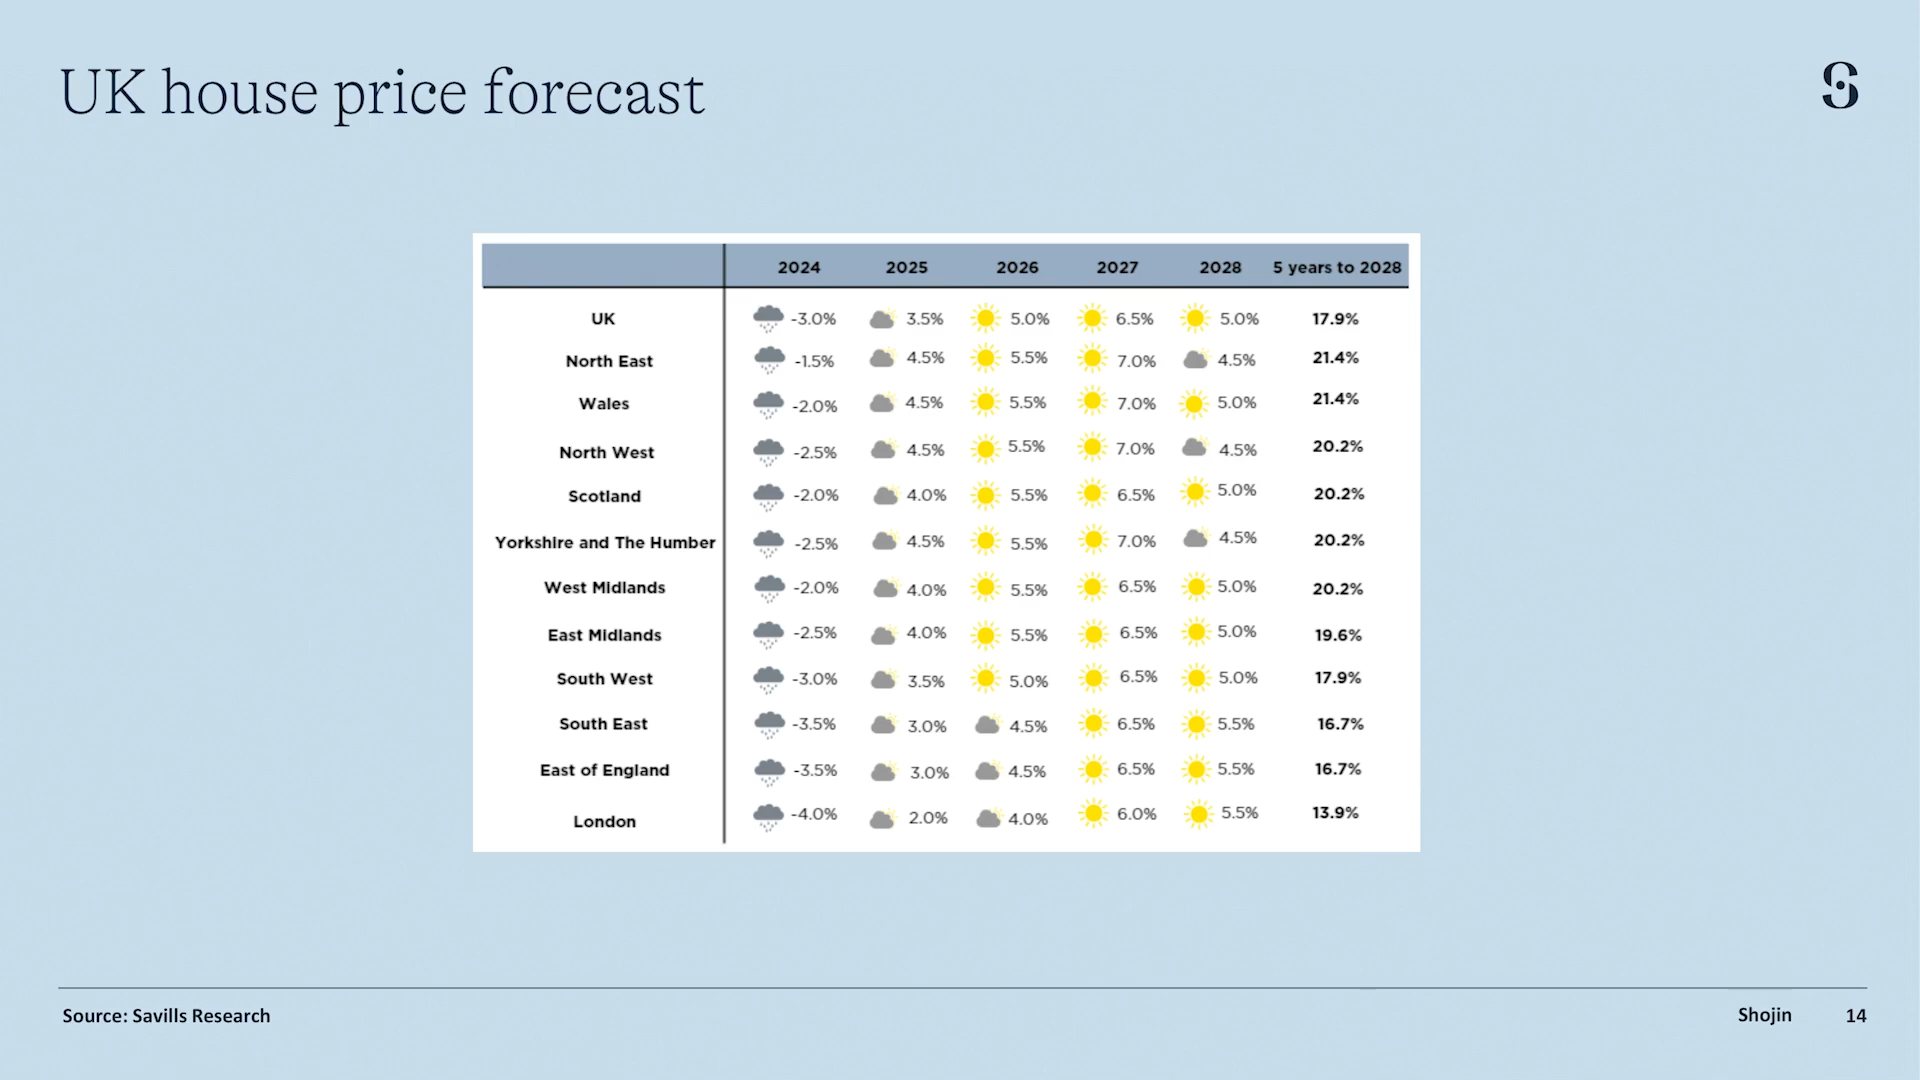 UK house price forecast
2024 2025 2026 2027 2028 5 years to 2028
UK -3.0% 3.5% 5.0% 6.5% 5.0% 17.9%
North East -1.5% 4.5% 5.5% 7.0% 4.5% 21.4%
Wales -2.0% 4.5% 5.5% 7.0% 5.0% 21.4%
North West -2.5% 4.5% 5.5% 7.0% 4.5% 20.2%
Scotland -2.0% 4.0% 5.5% 6.5% 5.0% 20.2%
Yorkshire and The Humber -2.5% 4.5% 5.5% 7.0% 4.5% 20.2%
West Midlands -2.0% 4.0% 5.5% 6.5% 5.0% 20.2%
East Midlands -2.5% 4.0% 5.5% 6.5% 5.0% 19.6%
South West -3.0% 3.5% 5.0% 6.5% 5.0% 17.9%
South East -3.5% 3.0% 4.5% 6.5% 5.5% 16.7%
East of England -3.5% 3.0% 4.5% 6.5% 5.5% 16.7%
London -4.0% 2.0% 4.0% 6.0% 5.5% 13.9%
Source: Savills Research
Shojin 14